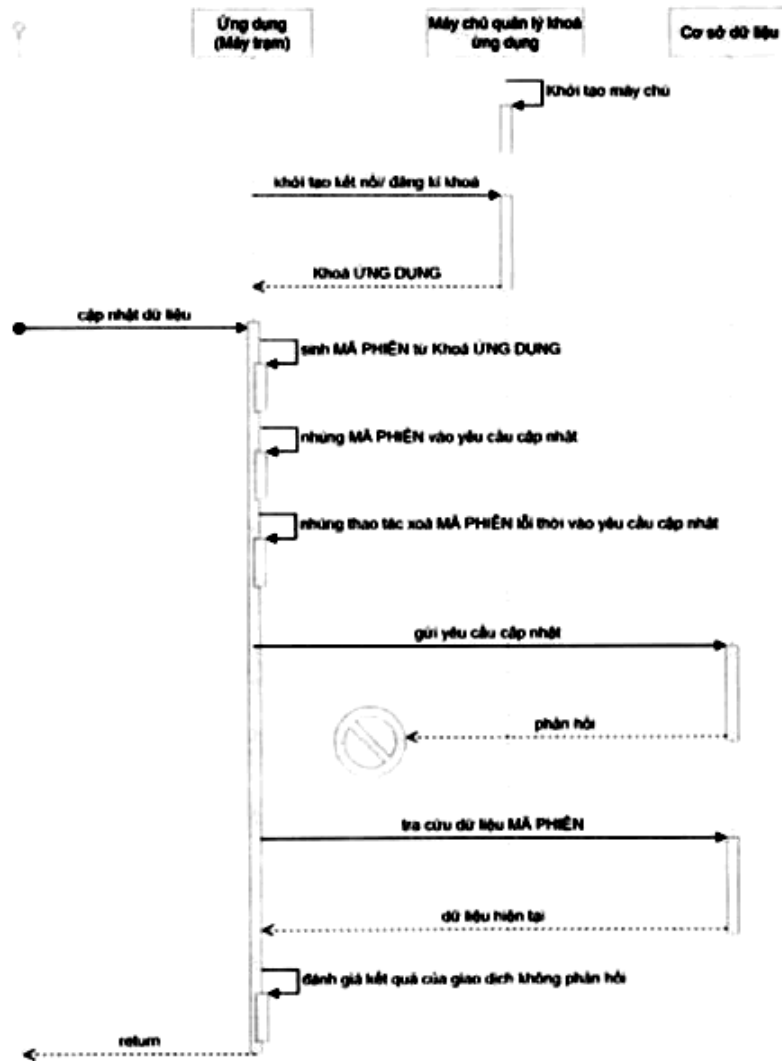 Ứng dụng
(Máy trạm)
Máy chủ quản lý khoá
ứng dụng
Cơ sở dữ liệu
Khởi tạo máy chủ
khởi tạo kết nối/ đăng kí khoá
Khoá ỨNG DỤNG
cập nhật dữ liệu
sinh MÃ PHIÊN từ Khoá ỨNG DỤNG
nhúng MÃ PHIÊN vào yêu cầu cập nhật
nhúng thao tác xoá MÃ PHIÊN lỗi thời vào yêu cầu cập nhật
gửi yêu cầu cập nhật
phản hồi
tra cứu dữ liệu MÃ PHIÊN
dữ liệu hiện tại
đánh giá kết quả của giao dịch không phản hồi
return